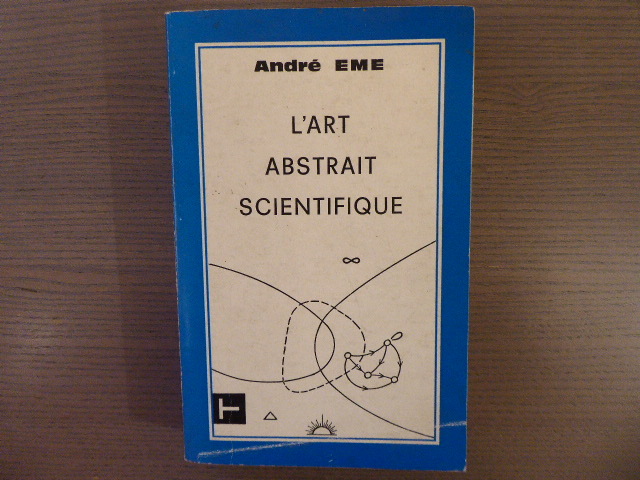 André EME
L'ART
ABSTRAIT
SCIENTIFIQUE
∞